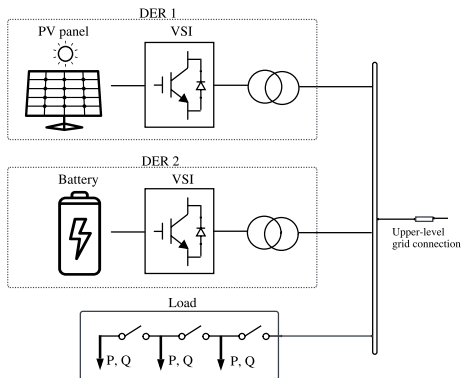 DER 1
PV panel
VSI
DER 2
Battery
VSI
Upper-level
grid connection
Load
P, Q
P, Q
P, Q